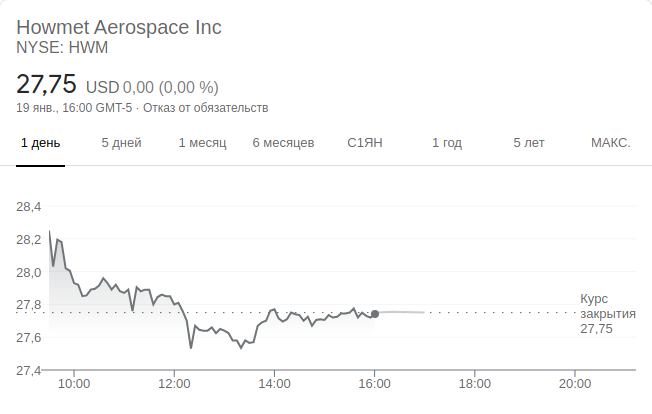 Howmet Aerospace Inc
NYSE: HWM
27,75 USD 0,00 (0,00 %)
19 янв., 16:00 GMT-5 · Отказ от обязательств
1 день 5 дней 1 месяц 6 месяцев С1ЯН 1 год 5 лет МАКС.
28,4
28,2
28,0
27,8
27,6
27,4
Курс
закрытия
27,75
10:00 12:00 14:00 16:00 18:00 20:00